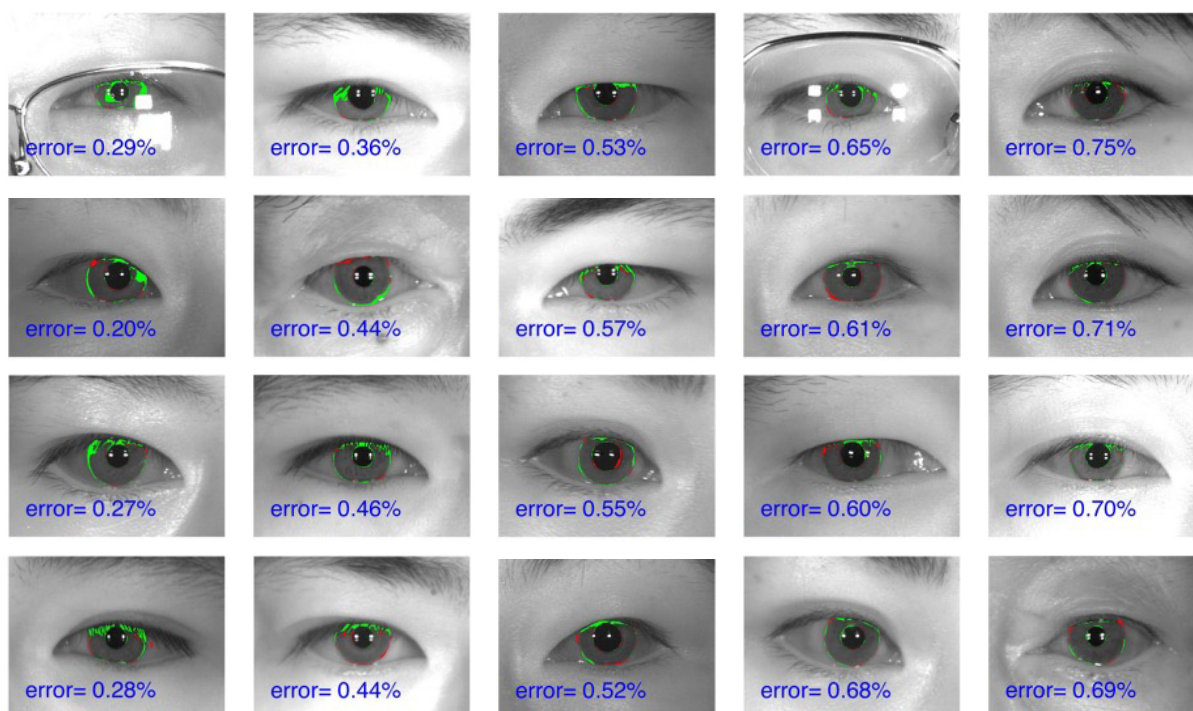 error= 0.29%
error= 0.36%
error= 0.53%
error= 0.65%
error= 0.75%
error= 0.20%
error= 0.44%
error= 0.57%
error= 0.61%
error= 0.71%
error= 0.27%
error= 0.46%
error= 0.55%
error= 0.60%
error= 0.70%
error= 0.28%
error= 0.44%
error= 0.52%
error= 0.68%
error= 0.69%